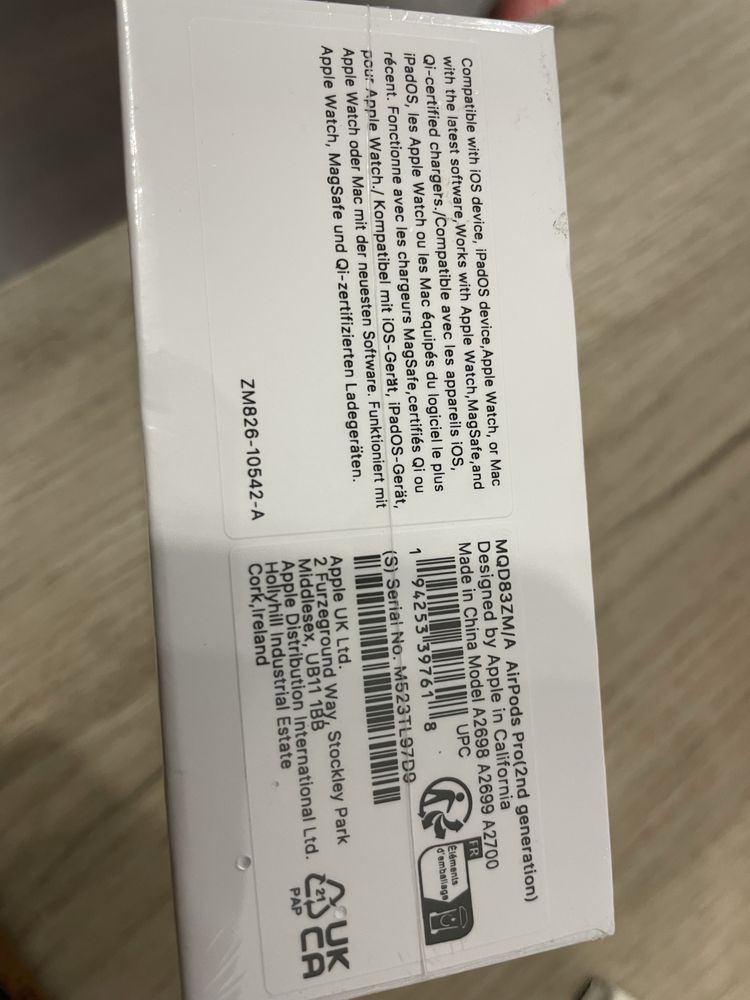 Compatible with iOS device, iPadOS device,Apple Watch, or Mac
with the latest software,Works with Apple Watch,MagSafe,and
Qi-certified chargers./Compatible avec les appareils iOS,
iPadOS, les Apple Watch ou les Mac équipés du logiciel le plus
récent. Fonctionne avec les chargeurs MagSafe,certifiés Qi ou
pour Apple Watch./ Kompatibel mit iOS-Gerät, iPadOS-Gerät,
Apple Watch oder Mac mit der neuesten Software. Funktioniert mit
Apple Watch, MagSafe und Qi-zertifizierten Ladegeräten.
ZM826-10542-A
MQD83ZM/A AirPods Pro(2nd generation)
Designed by Apple in California
Made in China Model A2698 A2699 A2700
1 94253 39761 8
UPC
(S) Serial No. M523TL97D9
FR
Éléments
d'emballage
Apple UK Ltd.
2 Furzeground Way, Stockley Park
Middlesex, UB11 1BB
Apple Distribution International Ltd.
Hollyhill Industrial Estate
Cork,Ireland
21
PAP
UK
CA